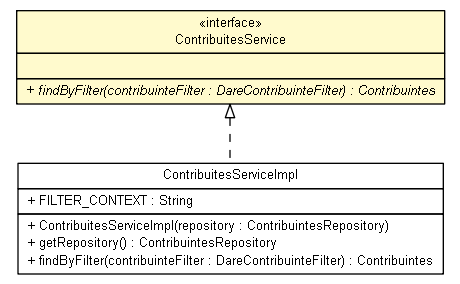 «interface»
ContribuitesService
+ findByFilter(contribuinteFilter : DareContribuinteFilter) : Contribuintes
ContribuitesServiceImpl
+ FILTER_CONTEXT : String
+ ContribuitesServiceImpl(repository : ContribuintesRepository)
+ getRepository() : ContribuintesRepository
+ findByFilter(contribuinteFilter : DareContribuinteFilter) : Contribuintes